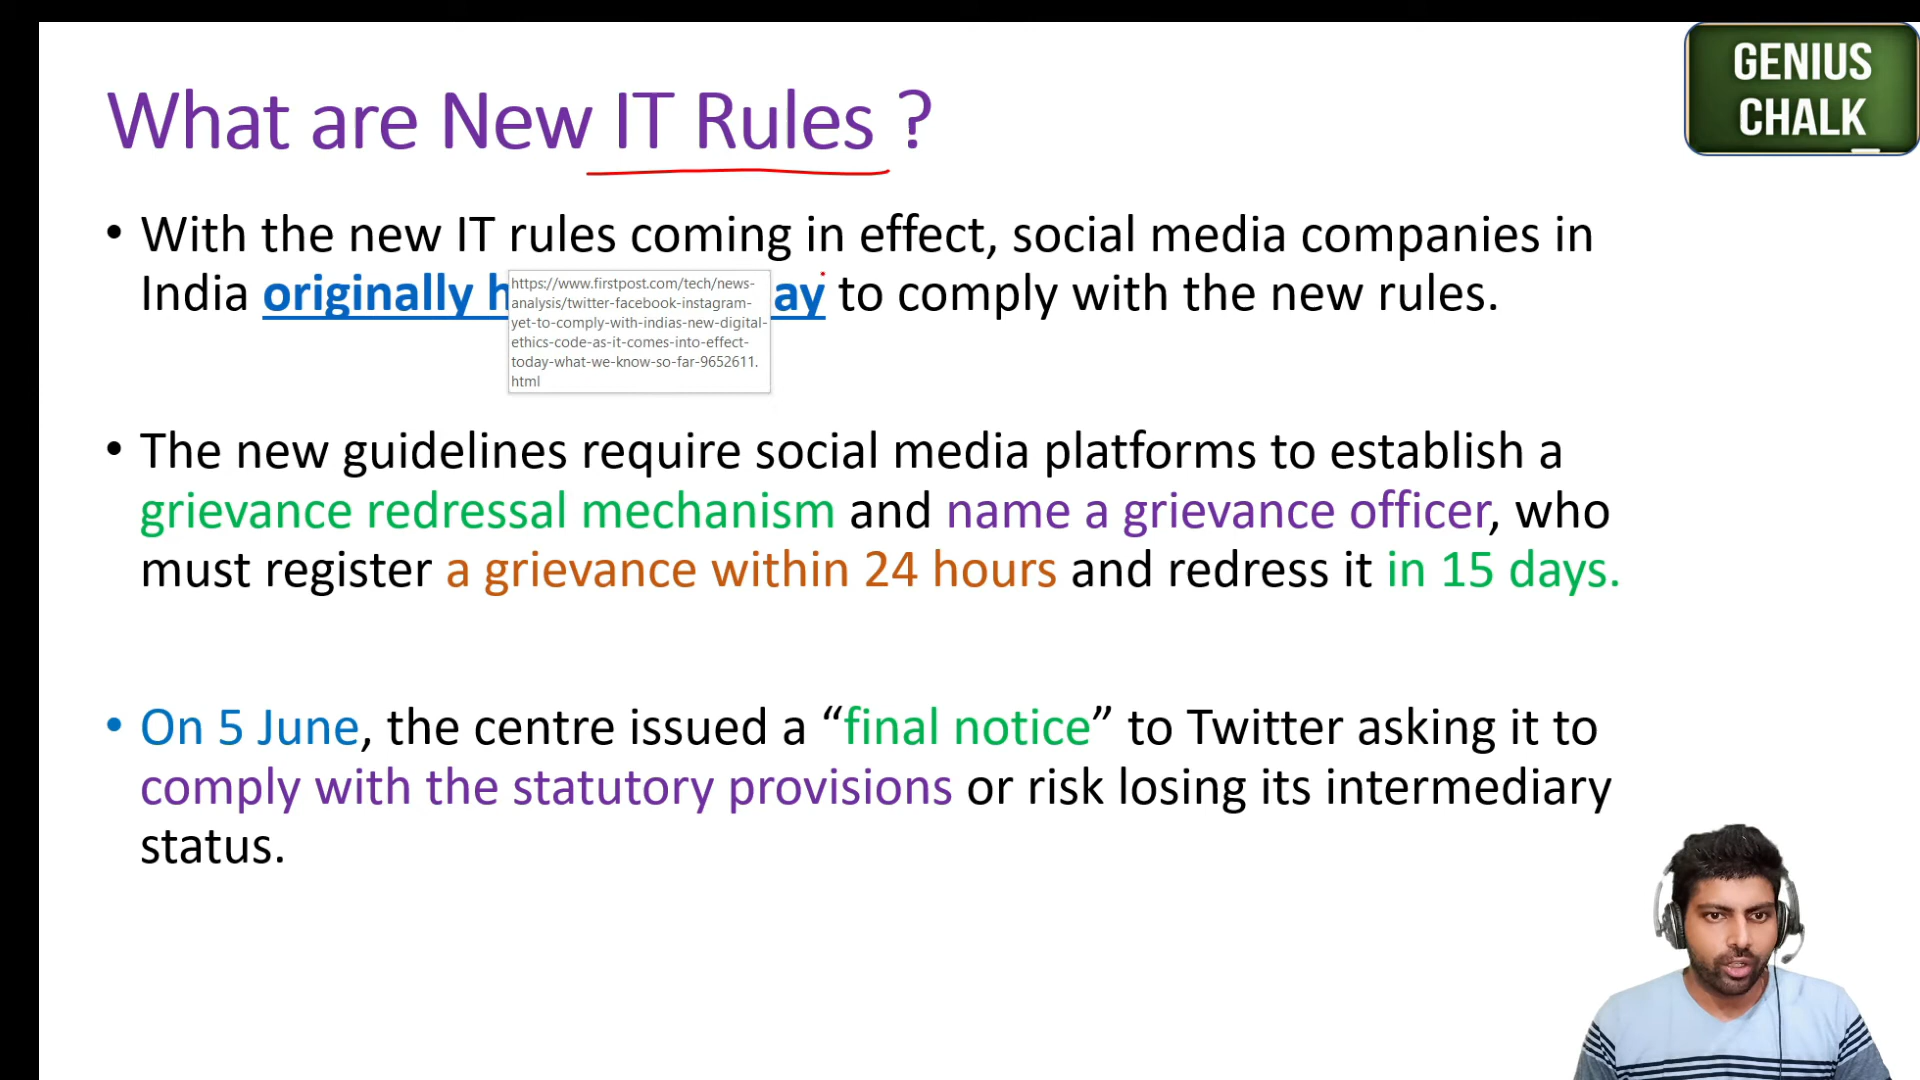 GENIUS
CHALK
What are New IT Rules ?
• With the new IT rules coming in effect, social media companies in
India originally h ay to comply with the new rules.
https://www.firstpost.com/tech/news-
analysis/twitter-facebook-instagram-
yet-to-comply-with-indias-new-digital-
ethics-code-as-it-comes-into-effect-
today-what-we-know-so-far-9652611.
html
• The new guidelines require social media platforms to establish a
grievance redressal mechanism and name a grievance officer, who
must register a grievance within 24 hours and redress it in 15 days.
• On 5 June, the centre issued a “final notice” to Twitter asking it to
comply with the statutory provisions or risk losing its intermediary
status.